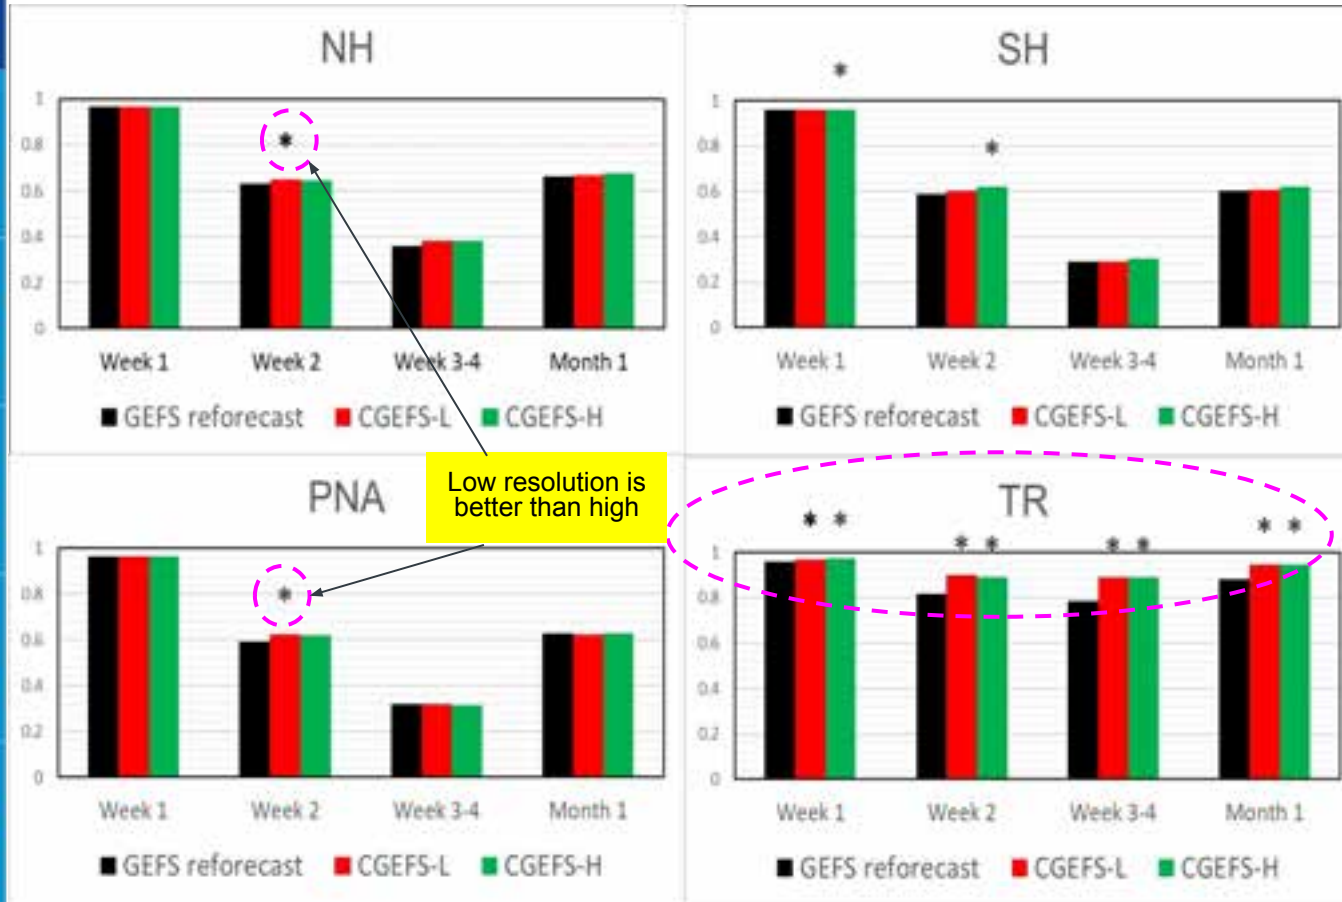 NH
*
1
0.8
0.6
0.4
0.2
0
Week 1 Week 2 Week 3-4 Month 1
GEFS reforecast CGEFS-L CGEFS-H
SH
*
*
1
0.8
0.6
0.4
0.2
0
Week 1 Week 2 Week 3-4 Month 1
GEFS reforecast CGEFS-L CGEFS-H
Low resolution is
better than high
PNA
*
1
0.8
0.6
0.4
0.2
0
Week 1 Week 2 Week 3-4 Month 1
GEFS reforecast CGEFS-L CGEFS-H
TR
* * * * * * * *
1
0.8
0.6
0.4
0.2
0
Week 1 Week 2 Week 3-4 Month 1
GEFS reforecast CGEFS-L CGEFS-H